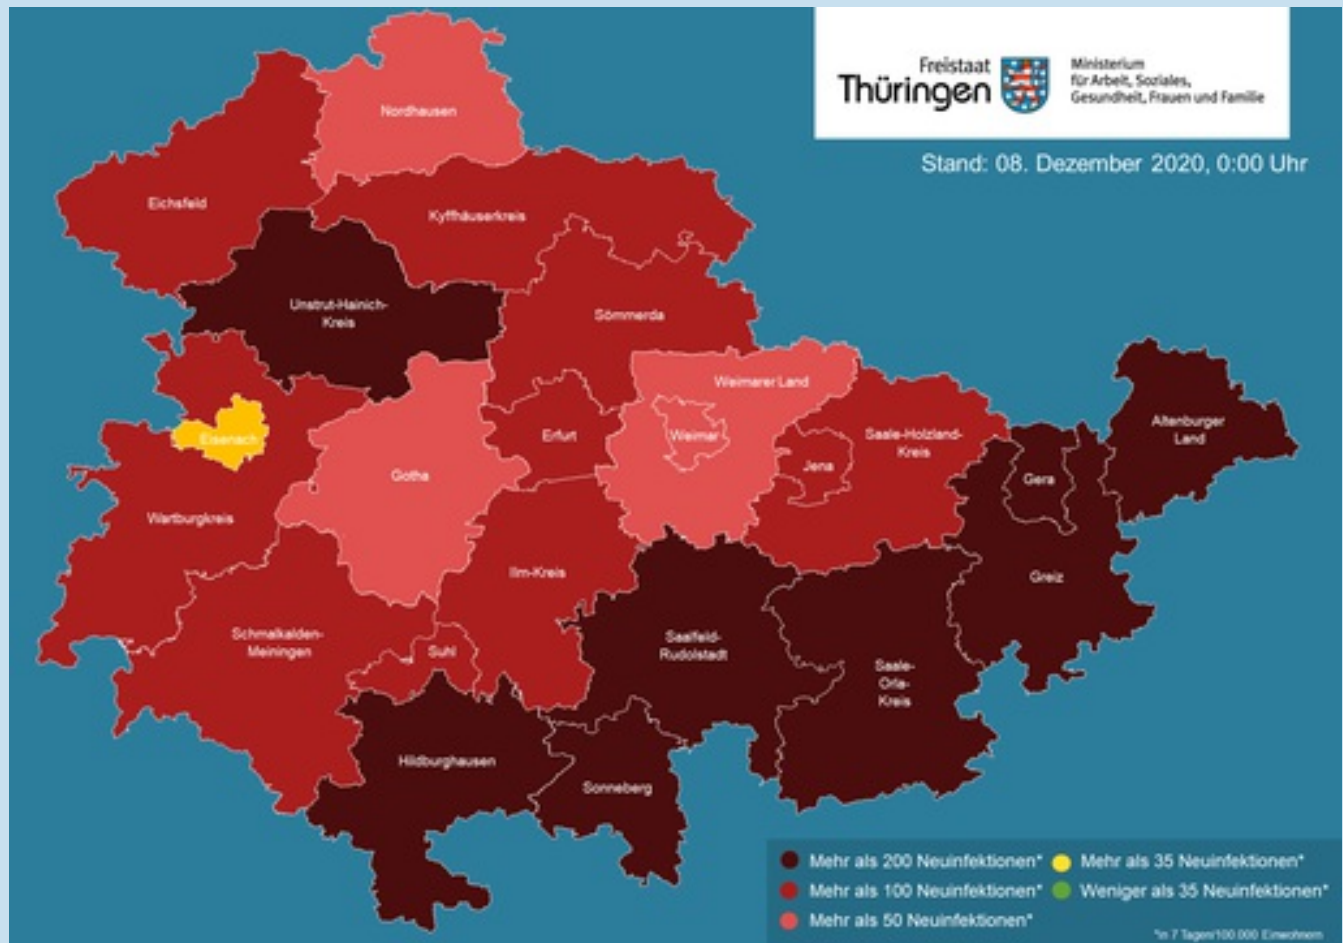 Freistaat
Thüringen
Ministerium
für Arbeit, Soziales,
Gesundheit, Frauen und Familie
Stand: 08. Dezember 2020, 0:00 Uhr
Nordhausen
Eichsfeld
Kyffhäuserkreis
Unstrut-Hainich-
Kreis
Sömmerda
Weimarer Land
Altenburger
Land
Eisenach
Erfurt
Weimar
Saale-Holzland-
Kreis
Jena
Gotha
Gera
Wartburgkreis
Ilm-Kreis
Greiz
Schmalkalden-
Meiningen
Suhl
Saalfeld-
Rudolstadt
Saale-
Orla-
Kreis
Hildburghausen
Sonneberg
Mehr als 200 Neuinfektionen*
Mehr als 100 Neuinfektionen*
Mehr als 50 Neuinfektionen*
Mehr als 35 Neuinfektionen*
Weniger als 35 Neuinfektionen*
*in 7 Tagen/100.000 Einwohnern